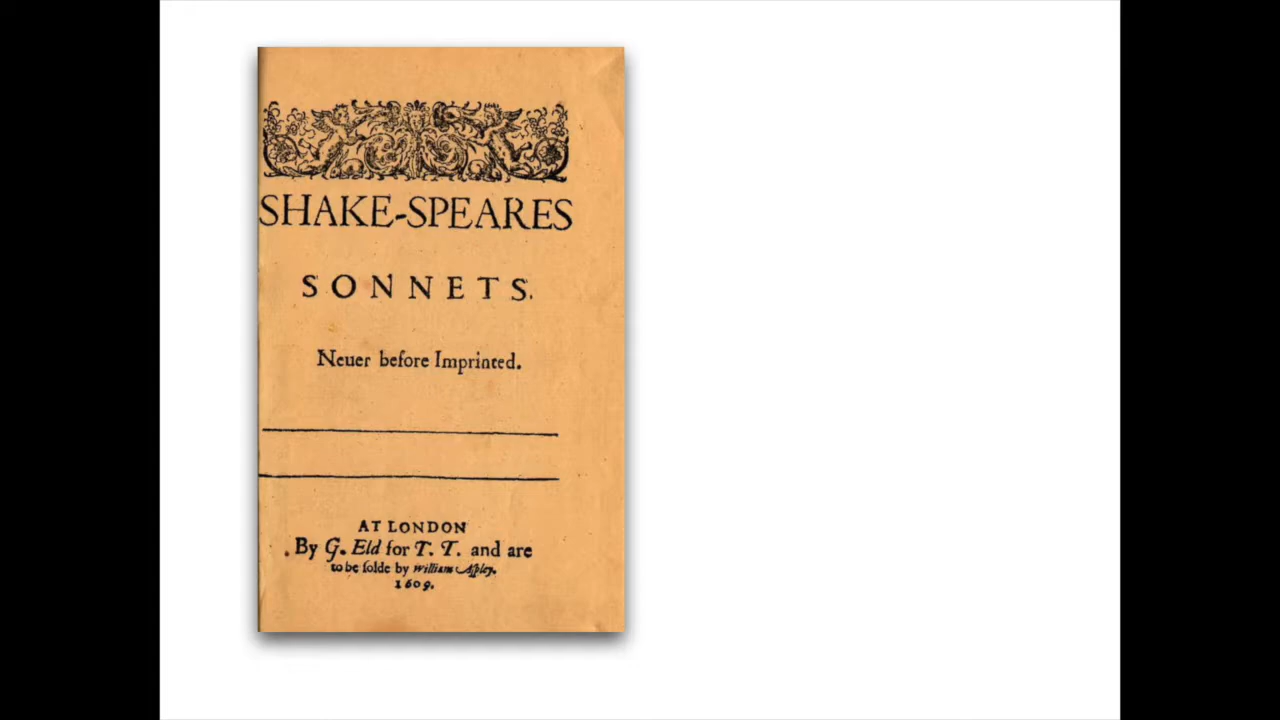 SHAKE-SPEARES
SONNETS.
Neuer before Imprinted.
AT LONDON
By G. Eld for T. T. and are
to be ſolde by William Aſpley.
1609.